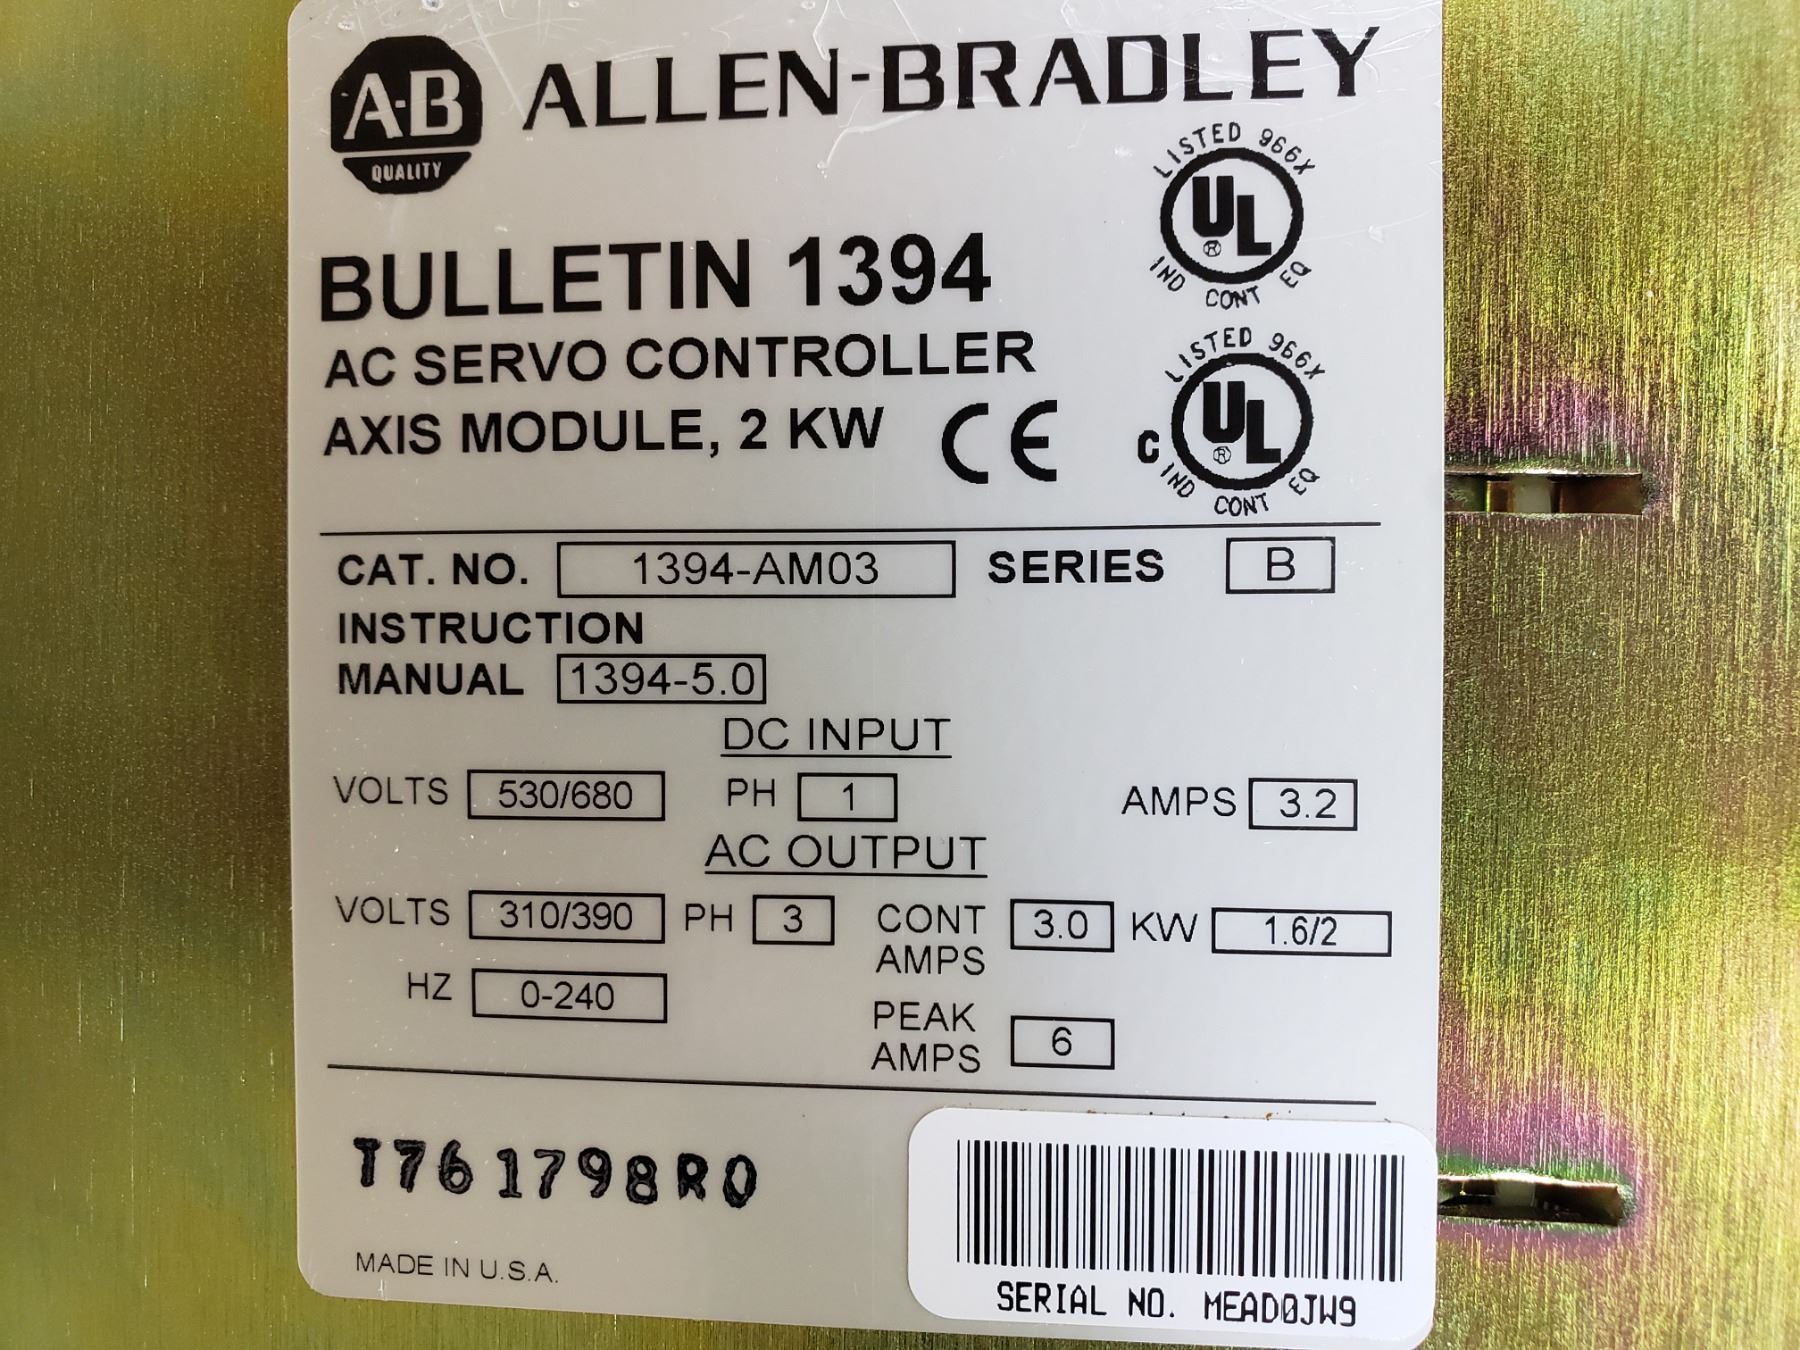 A-B ALLEN-BRADLEY
QUALITY
LISTED 966X
UL
®
IND CONT EQ
BULLETIN 1394
AC SERVO CONTROLLER
AXIS MODULE, 2 KW CE
LISTED 966X
C UL
®
IND CONT EQ
CAT. NO. 1394-AM03 SERIES B
INSTRUCTION
MANUAL 1394-5.0
DC INPUT
VOLTS 530/680 PH 1 AMPS 3.2
AC OUTPUT
VOLTS 310/390 PH 3 CONT AMPS 3.0 KW 1.6/2
HZ 0-240 PEAK AMPS 6
T761798R0
MADE IN U.S.A.
SERIAL NO. MEAD0JW9